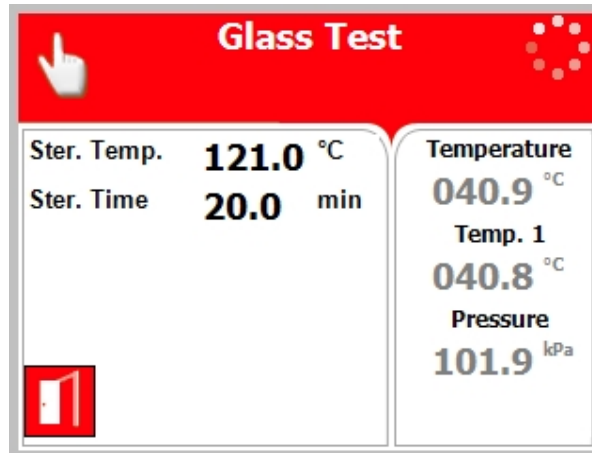 Glass Test
Ster. Temp. 121.0 °C
Ster. Time 20.0 min
Temperature
040.9 °C
Temp. 1
040.8 °C
Pressure
101.9 kPa